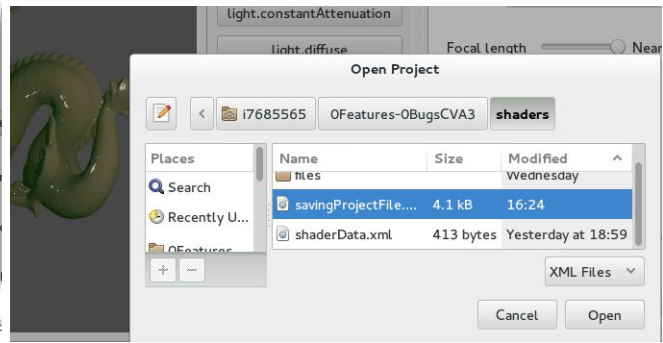 light.constantAttenuation
light.diffuse
Focal length
Near
Open Project
i7685565 0Features-0BugsCVA3 shaders
Places
Name Size Modified
files Wednesday
Search
savingProjectFile.... 4.1 kB 16:24
Recently U...
shaderData.xml 413 bytes Yesterday at 18:59
0Features
XML Files
Cancel Open